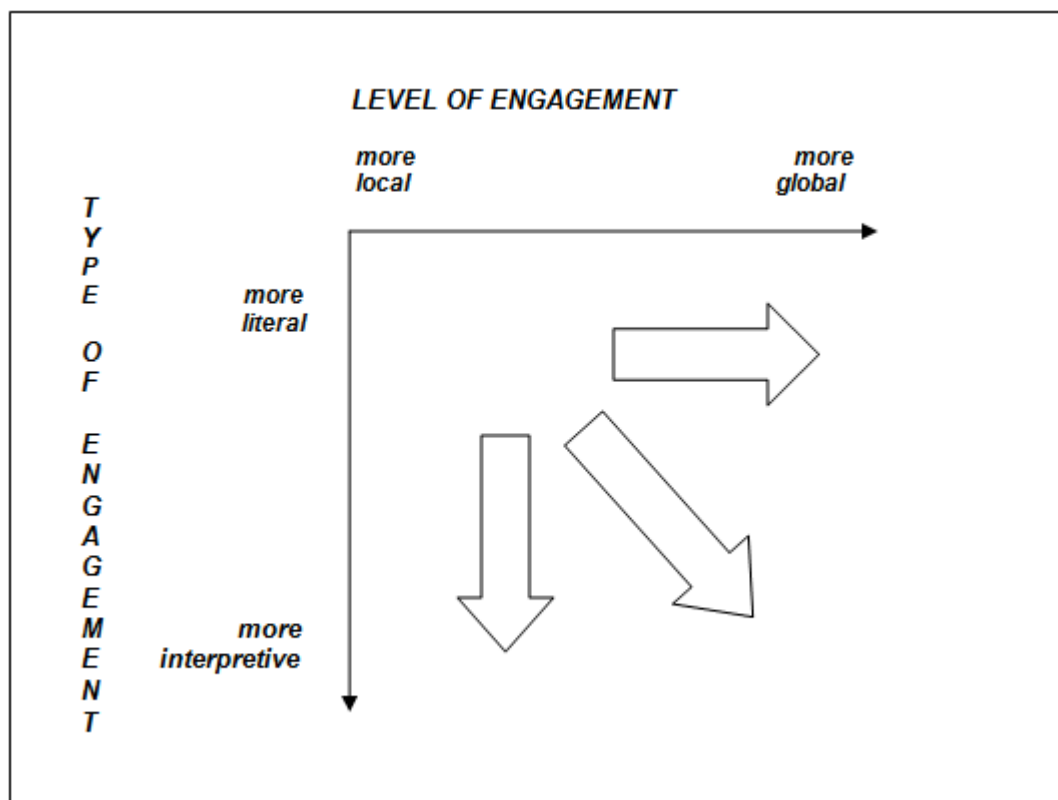 LEVEL OF ENGAGEMENT
more
local
more
global
T
Y
P
E
O
F
E
N
G
A
G
E
M
E
N
T
more
literal
more
interpretive